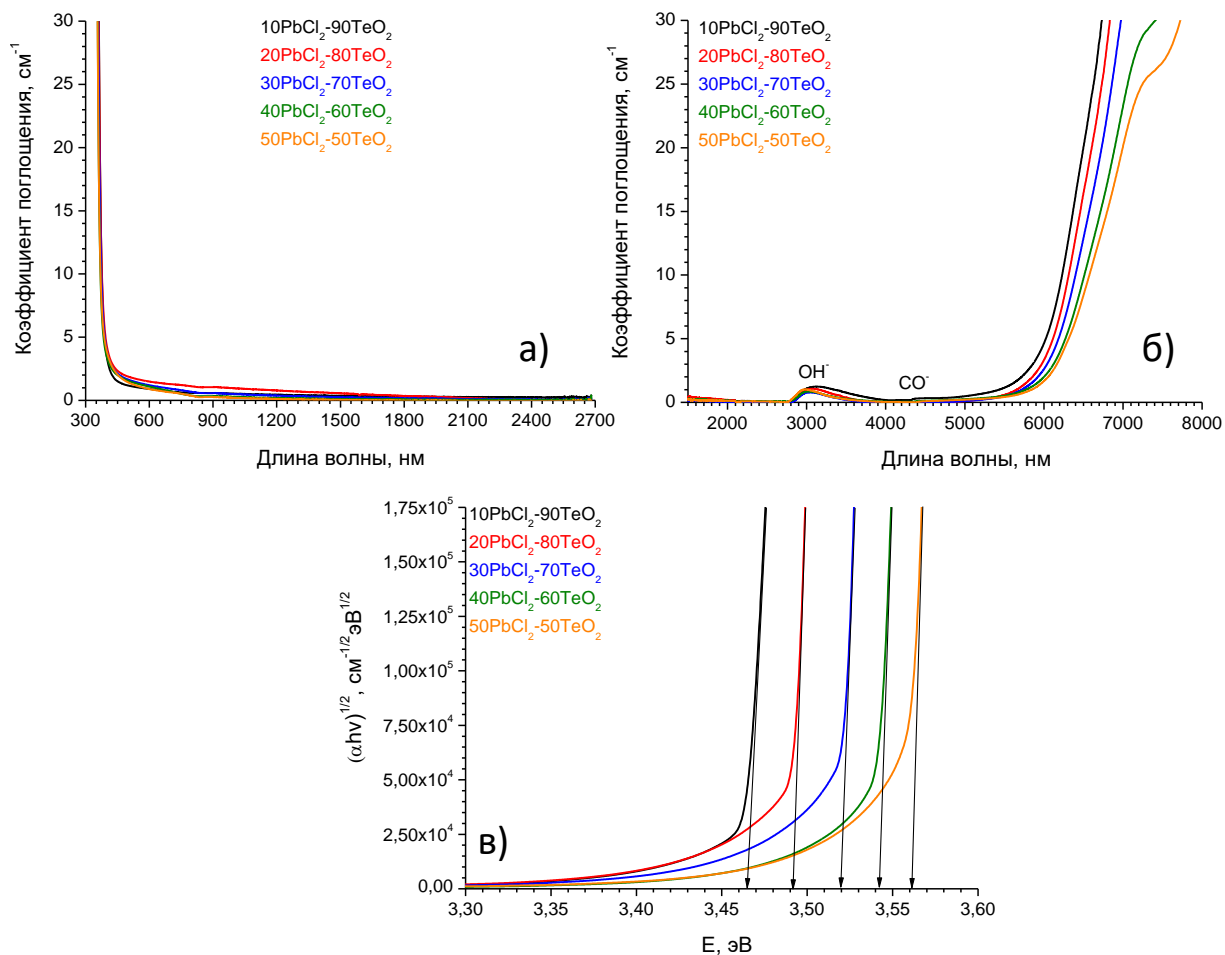 Коэффициент поглощения, см⁻¹
30
25
20
15
10
5
0
10PbCl₂-90TeO₂
20PbCl₂-80TeO₂
30PbCl₂-70TeO₂
40PbCl₂-60TeO₂
50PbCl₂-50TeO₂
а)
300 600 900 1200 1500 1800 2100 2400 2700
Длина волны, нм
Коэффициент поглощения, см⁻¹
30
25
20
15
10
5
0
10PbCl₂-90TeO₂
20PbCl₂-80TeO₂
30PbCl₂-70TeO₂
40PbCl₂-60TeO₂
50PbCl₂-50TeO₂
б)
OH⁻
CO⁻
2000 3000 4000 5000 6000 7000 8000
Длина волны, нм
(αhν)^1/2, см⁻¹/²эВ¹/²
1,75x10⁵
1,50x10⁵
1,25x10⁵
1,00x10⁵
7,50x10⁴
5,00x10⁴
2,50x10⁴
0,00
10PbCl₂-90TeO₂
20PbCl₂-80TeO₂
30PbCl₂-70TeO₂
40PbCl₂-60TeO₂
50PbCl₂-50TeO₂
в)
3,30 3,35 3,40 3,45 3,50 3,55 3,60
E, эВ